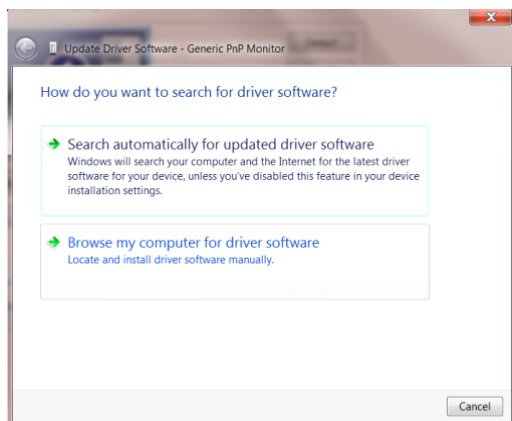 Update Driver Software - Generic PnP Monitor
How do you want to search for driver software?
Search automatically for updated driver software
Windows will search your computer and the Internet for the latest driver
software for your device, unless you've disabled this feature in your device
installation settings.
Browse my computer for driver software
Locate and install driver software manually.
Cancel